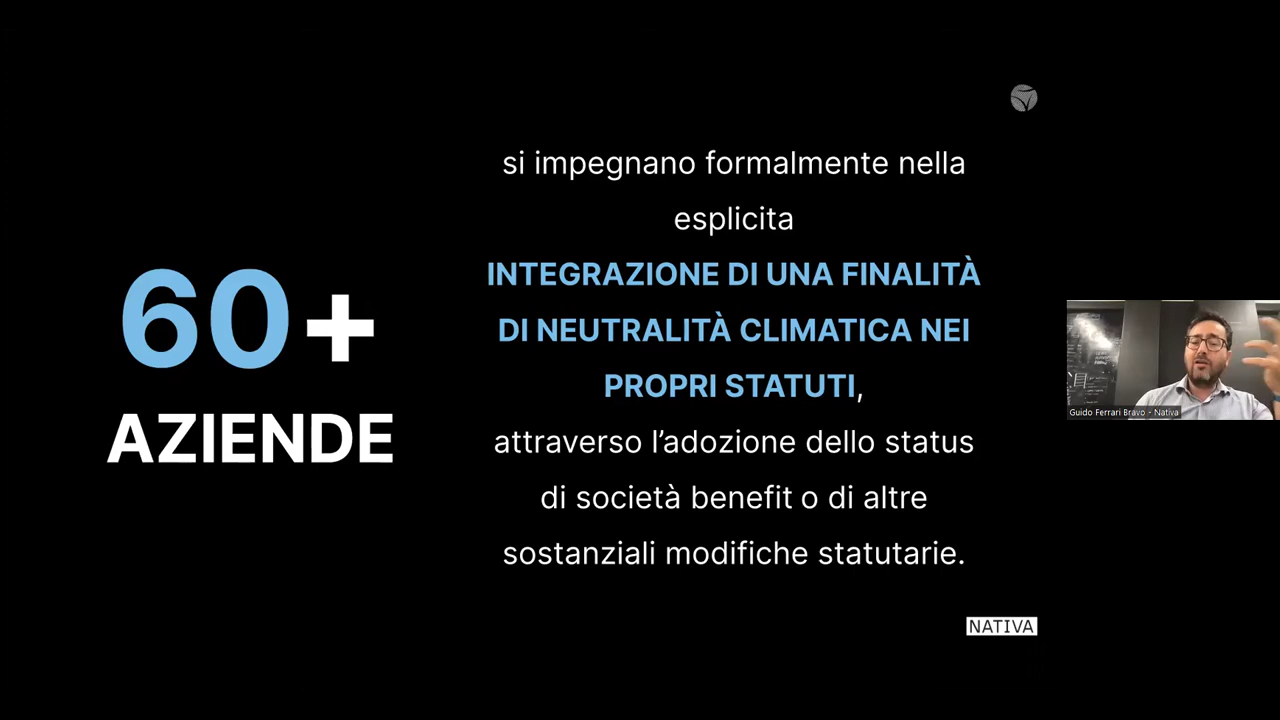 60+
AZIENDE
si impegnano formalmente nella
esplicita
INTEGRAZIONE DI UNA FINALITÀ
DI NEUTRALITÀ CLIMATICA NEI
PROPRI STATUTI,
attraverso l’adozione dello status
di società benefit o di altre
sostanziali modifiche statutarie.
NATIVA
Guido Ferrari Bravo - Nativa